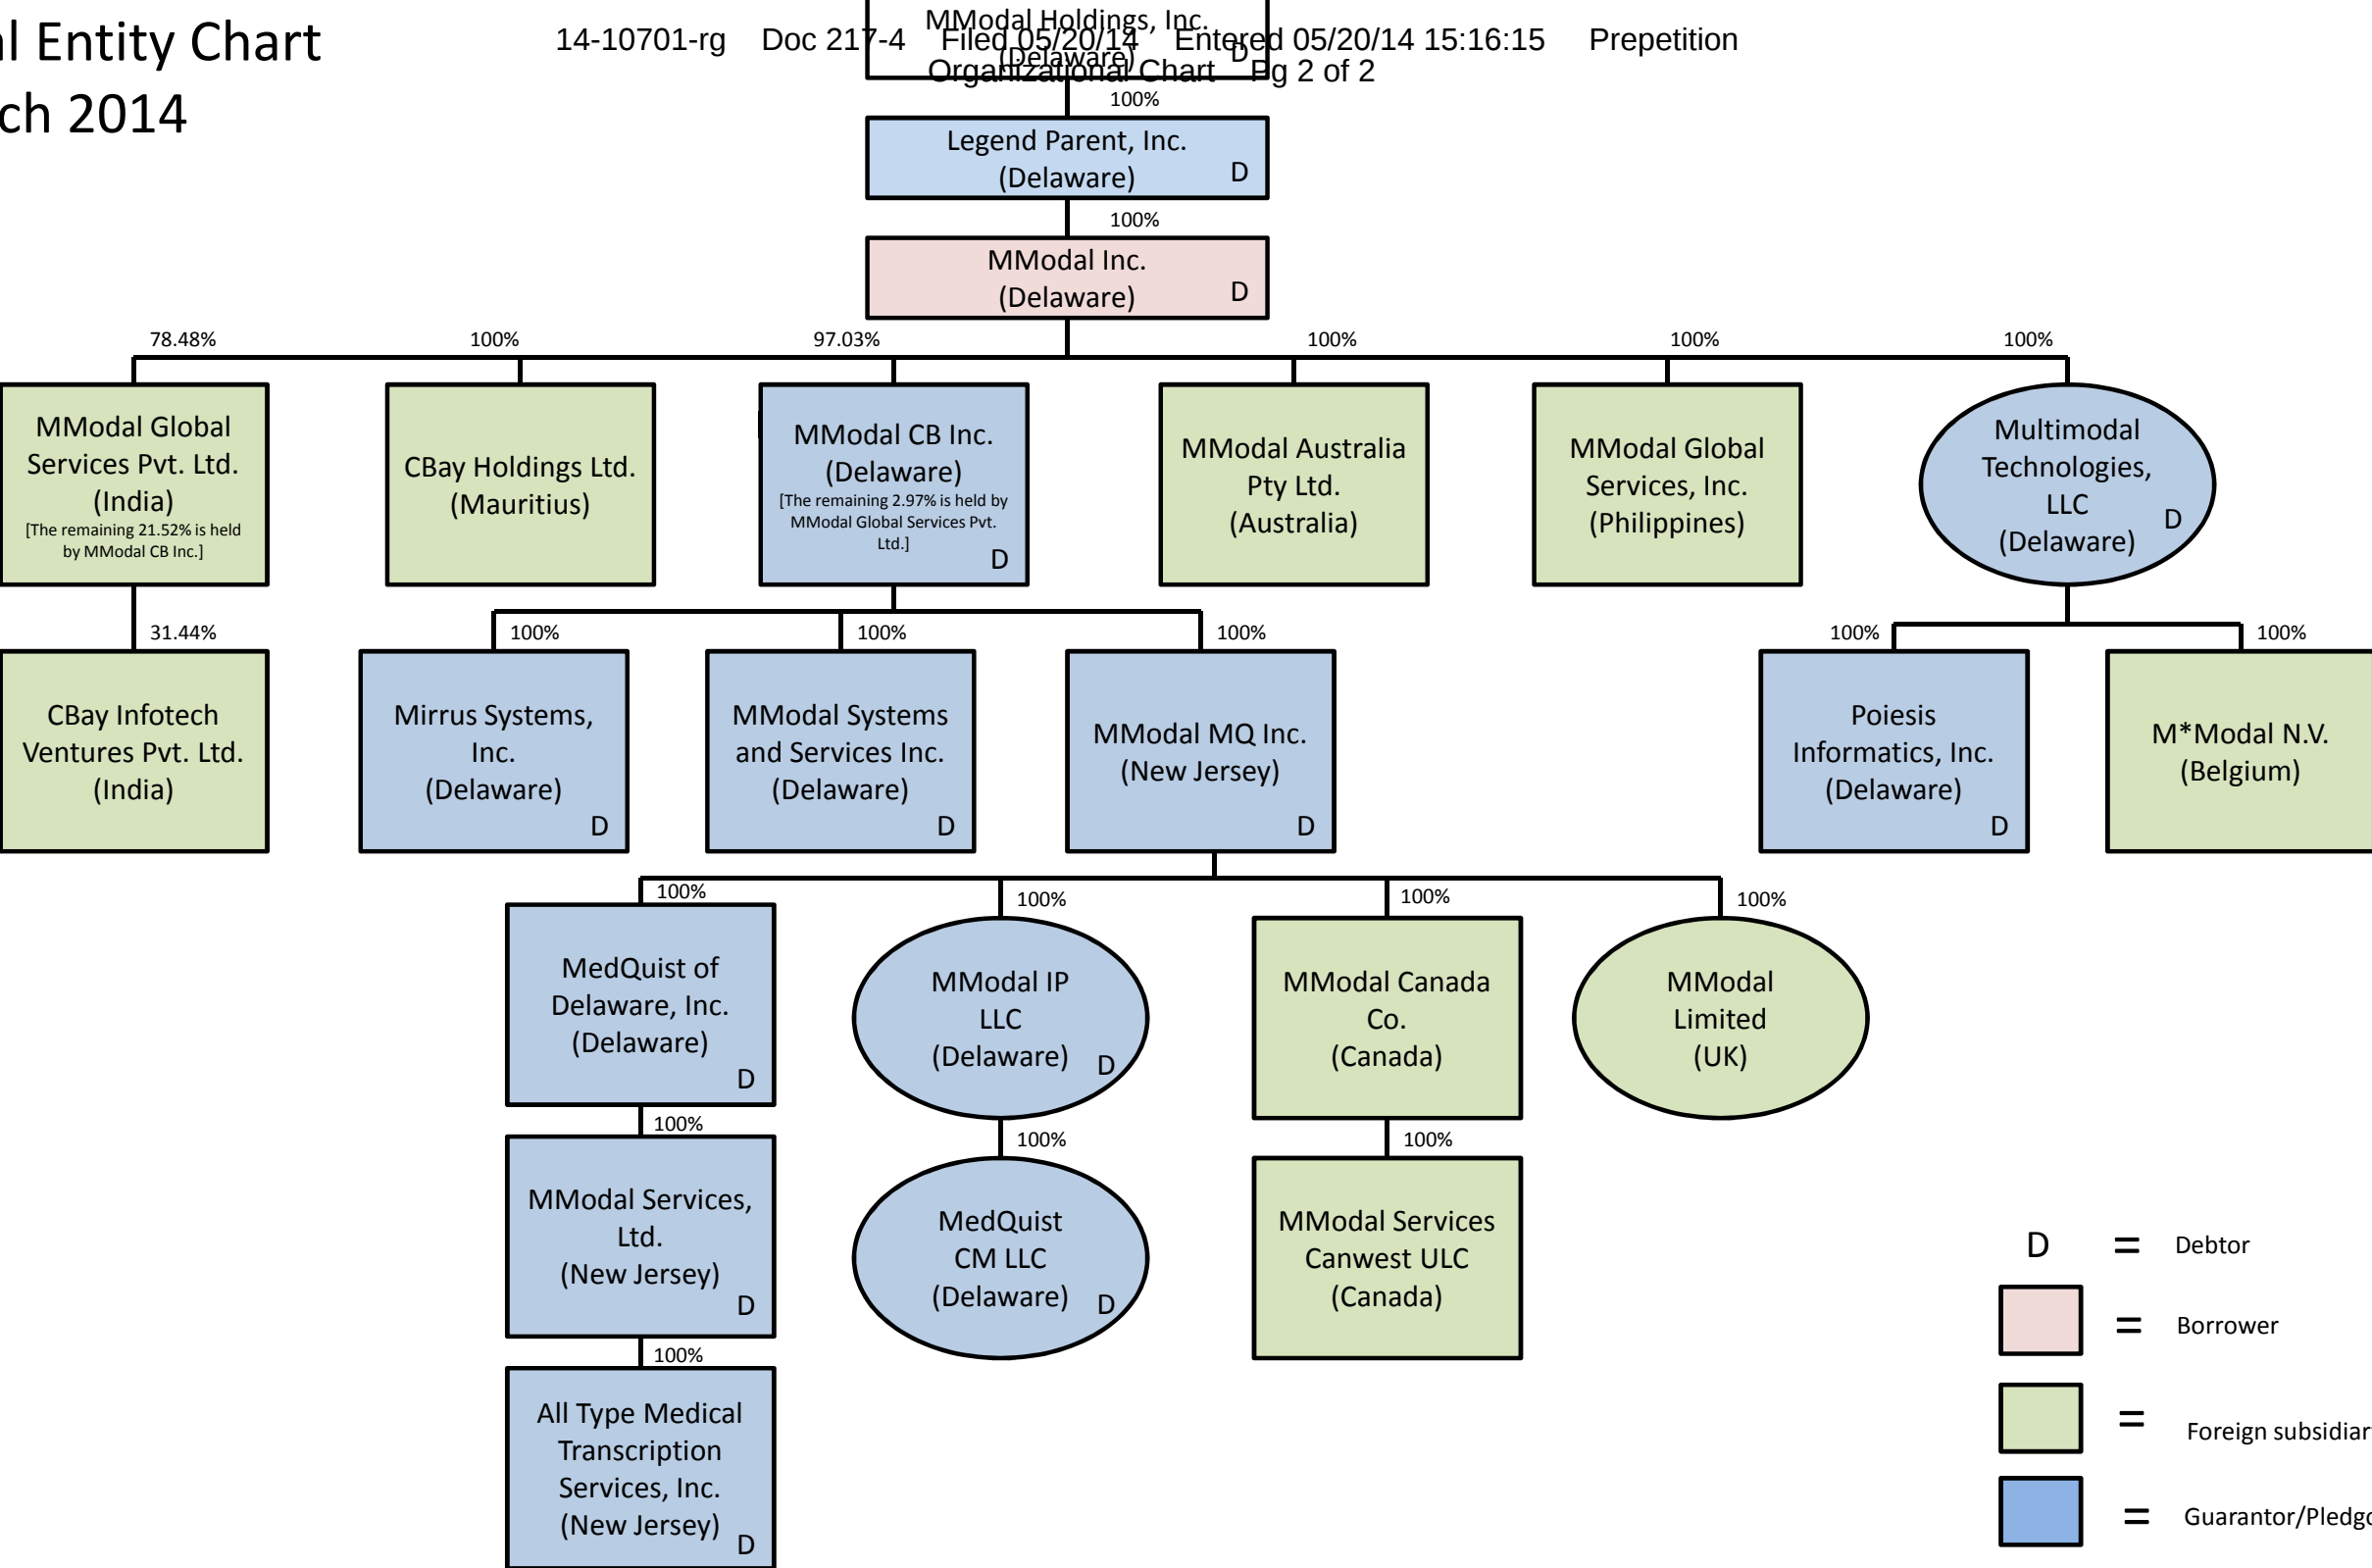 al Entity Chart
ch 2014
14-10701-rg Doc 217-4 Filed 05/20/14 Entered 05/20/14 15:16:15 Prepetition
Organizational Chart Pg 2 of 2
MModal Holdings, Inc.
(Delaware) D
100%
Legend Parent, Inc.
(Delaware) D
100%
MModal Inc.
(Delaware) D
78.48% 100% 97.03% 100% 100% 100%
MModal Global
Services Pvt. Ltd.
(India)
[The remaining 21.52% is held
by MModal CB Inc.]
CBay Holdings Ltd.
(Mauritius)
MModal CB Inc.
(Delaware)
[The remaining 2.97% is held by
MModal Global Services Pvt.
Ltd.]
D
MModal Australia
Pty Ltd.
(Australia)
MModal Global
Services, Inc.
(Philippines)
Multimodal
Technologies,
LLC
(Delaware) D
31.44% 100% 100% 100% 100% 100%
CBay Infotech
Ventures Pvt. Ltd.
(India)
Mirrus Systems,
Inc.
(Delaware)
D
MModal Systems
and Services Inc.
(Delaware)
D
MModal MQ Inc.
(New Jersey)
D
Poiesis
Informatics, Inc.
(Delaware)
D
M*Modal N.V.
(Belgium)
100% 100% 100% 100%
MedQuist of
Delaware, Inc.
(Delaware)
D
MModal IP
LLC
(Delaware) D
MModal Canada
Co.
(Canada)
MModal
Limited
(UK)
100% 100% 100%
MModal Services,
Ltd.
(New Jersey)
D
MedQuist
CM LLC
(Delaware) D
MModal Services
Canwest ULC
(Canada)
100%
All Type Medical
Transcription
Services, Inc.
(New Jersey)
D
D = Debtor
= Borrower
= Foreign subsidiar
= Guarantor/Pledgo